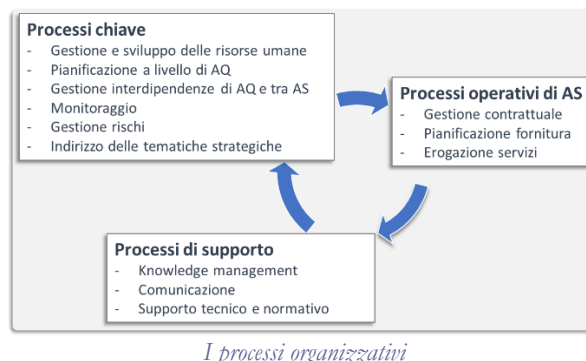 Processi chiave
- Gestione e sviluppo delle risorse umane
- Pianificazione a livello di AQ
- Gestione interdipendenze di AQ e tra AS
- Monitoraggio
- Gestione rischi
- Indirizzo delle tematiche strategiche
Processi operativi di AS
- Gestione contrattuale
- Pianificazione fornitura
- Erogazione servizi
Processi di supporto
- Knowledge management
- Comunicazione
- Supporto tecnico e normativo
I processi organizzativi